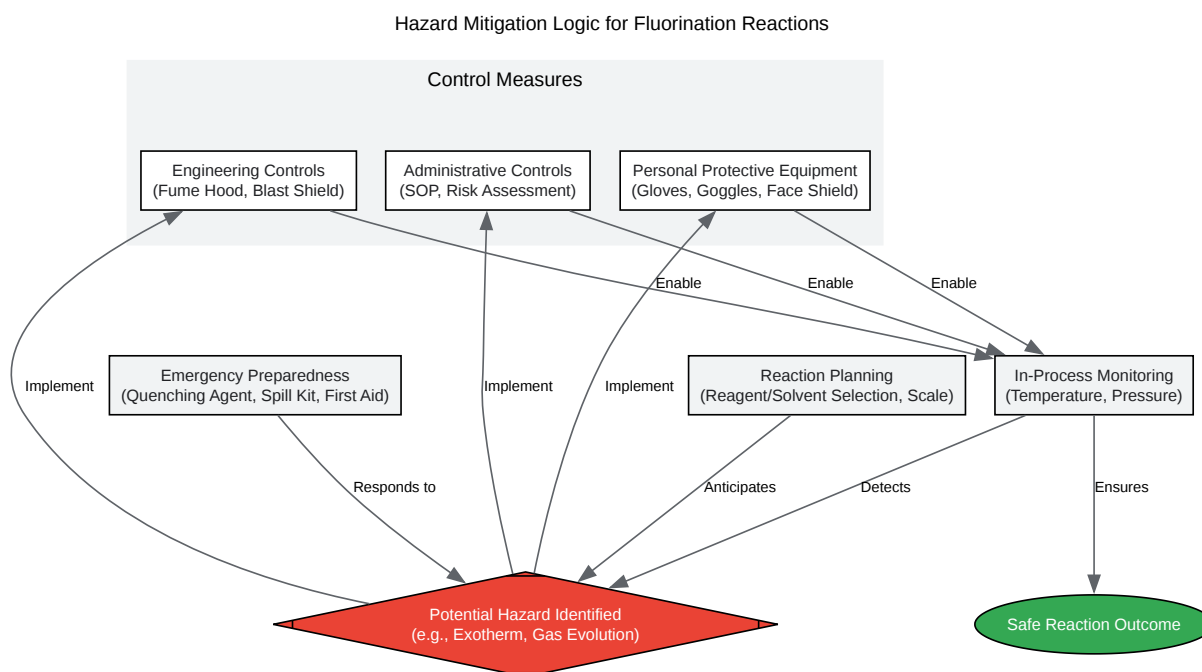 Hazard Mitigation Logic for Fluorination Reactions
Control Measures
Engineering Controls
(Fume Hood, Blast Shield)
Administrative Controls
(SOP, Risk Assessment)
Personal Protective Equipment
(Gloves, Goggles, Face Shield)
Enable
Enable
Enable
Implement
Emergency Preparedness
(Quenching Agent, Spill Kit, First Aid)
Implement
Implement
Reaction Planning
(Reagent/Solvent Selection, Scale)
In-Process Monitoring
(Temperature, Pressure)
Responds to
Anticipates
Detects
Ensures
Potential Hazard Identified
(e.g., Exotherm, Gas Evolution)
Safe Reaction Outcome